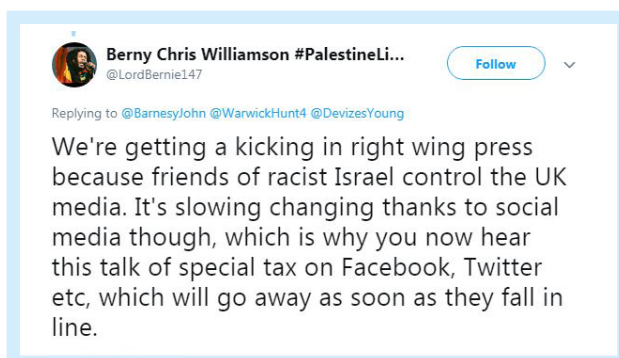 Berny Chris Williamson #PalestineLi...
Follow
@LordBernie147
Replying to @BarnesyJohn @WarwickHunt4 @DevizesYoung
We're getting a kicking in right wing press
because friends of racist Israel control the UK
media. It's slowing changing thanks to social
media though, which is why you now hear
this talk of special tax on Facebook, Twitter
etc, which will go away as soon as they fall in
line.